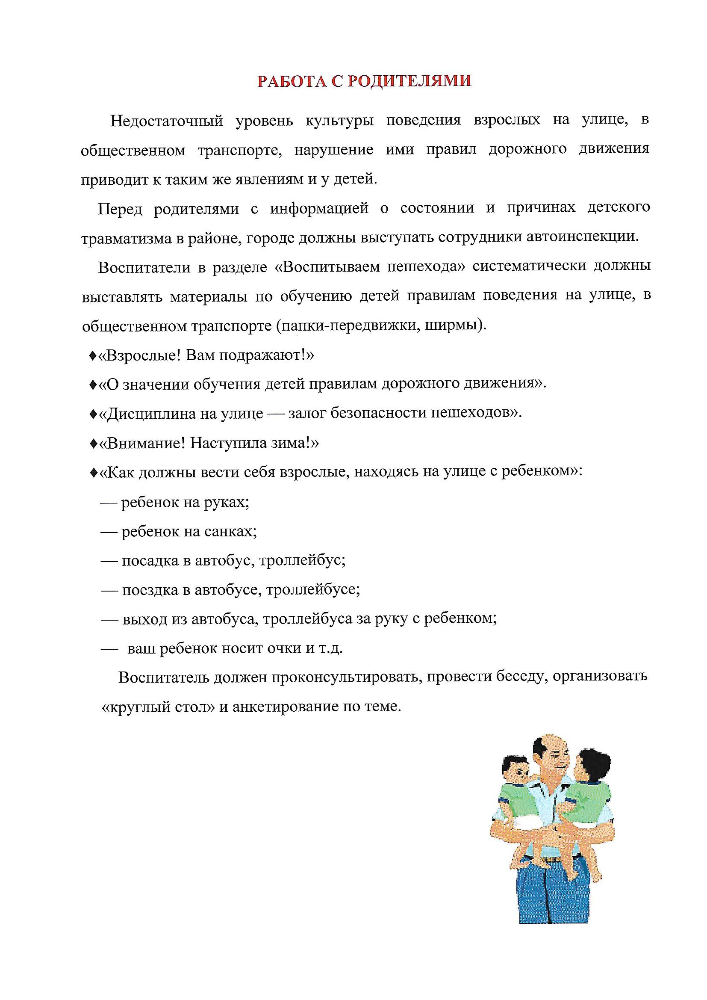 РАБОТА С РОДИТЕЛЯМИ
Недостаточный уровень культуры поведения взрослых на улице, в
общественном транспорте, нарушение ими правил дорожного движения
приводит к таким же явлениям и у детей.
Перед родителями с информацией о состоянии и причинах детского
травматизма в районе, городе должны выступать сотрудники автоинспекции.
Воспитатели в разделе «Воспитываем пешехода» систематически должны
выставлять материалы по обучению детей правилам поведения на улице, в
общественном транспорте (папки-передвижки, ширмы).
♦«Взрослые! Вам подражают!»
♦«О значении обучения детей правилам дорожного движения».
♦«Дисциплина на улице — залог безопасности пешеходов».
♦«Внимание! Наступила зима!»
♦«Как должны вести себя взрослые, находясь на улице с ребенком»:
— ребенок на руках;
— ребенок на санках;
— посадка в автобус, троллейбус;
— поездка в автобусе, троллейбусе;
— выход из автобуса, троллейбуса за руку с ребенком;
— ваш ребенок носит очки и т.д.
Воспитатель должен проконсультировать, провести беседу, организовать
«круглый стол» и анкетирование по теме.